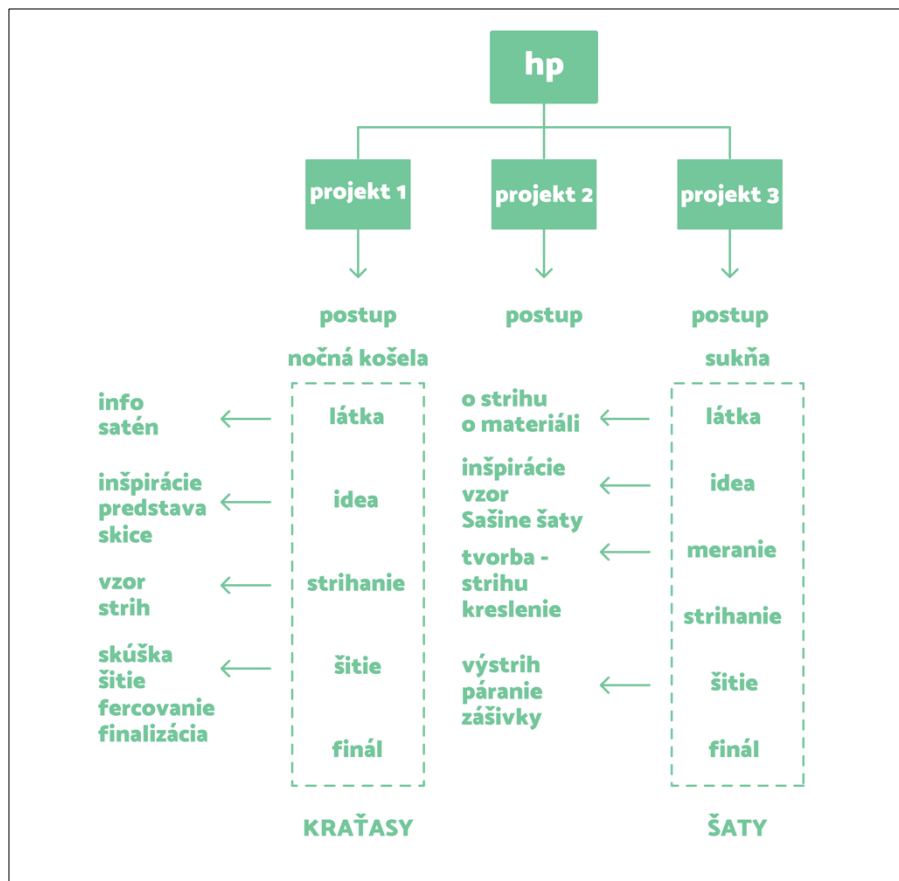 hp
projekt 1
projekt 2
projekt 3
postup
postup
postup
nočná košela
sukňa
info
satén
látka
inšpirácie
predstava
skice
idea
vzor
strih
strihanie
skúška
šitie
fercovanie
finalizácia
šitie
finál
KRAŤASY
o strihu
o materiáli
látka
inšpirácie
vzor
Sašine šaty
idea
tvorba -
strihu
kreslenie
meranie
strihanie
výstrih
páranie
zášivky
šitie
finál
ŠATY